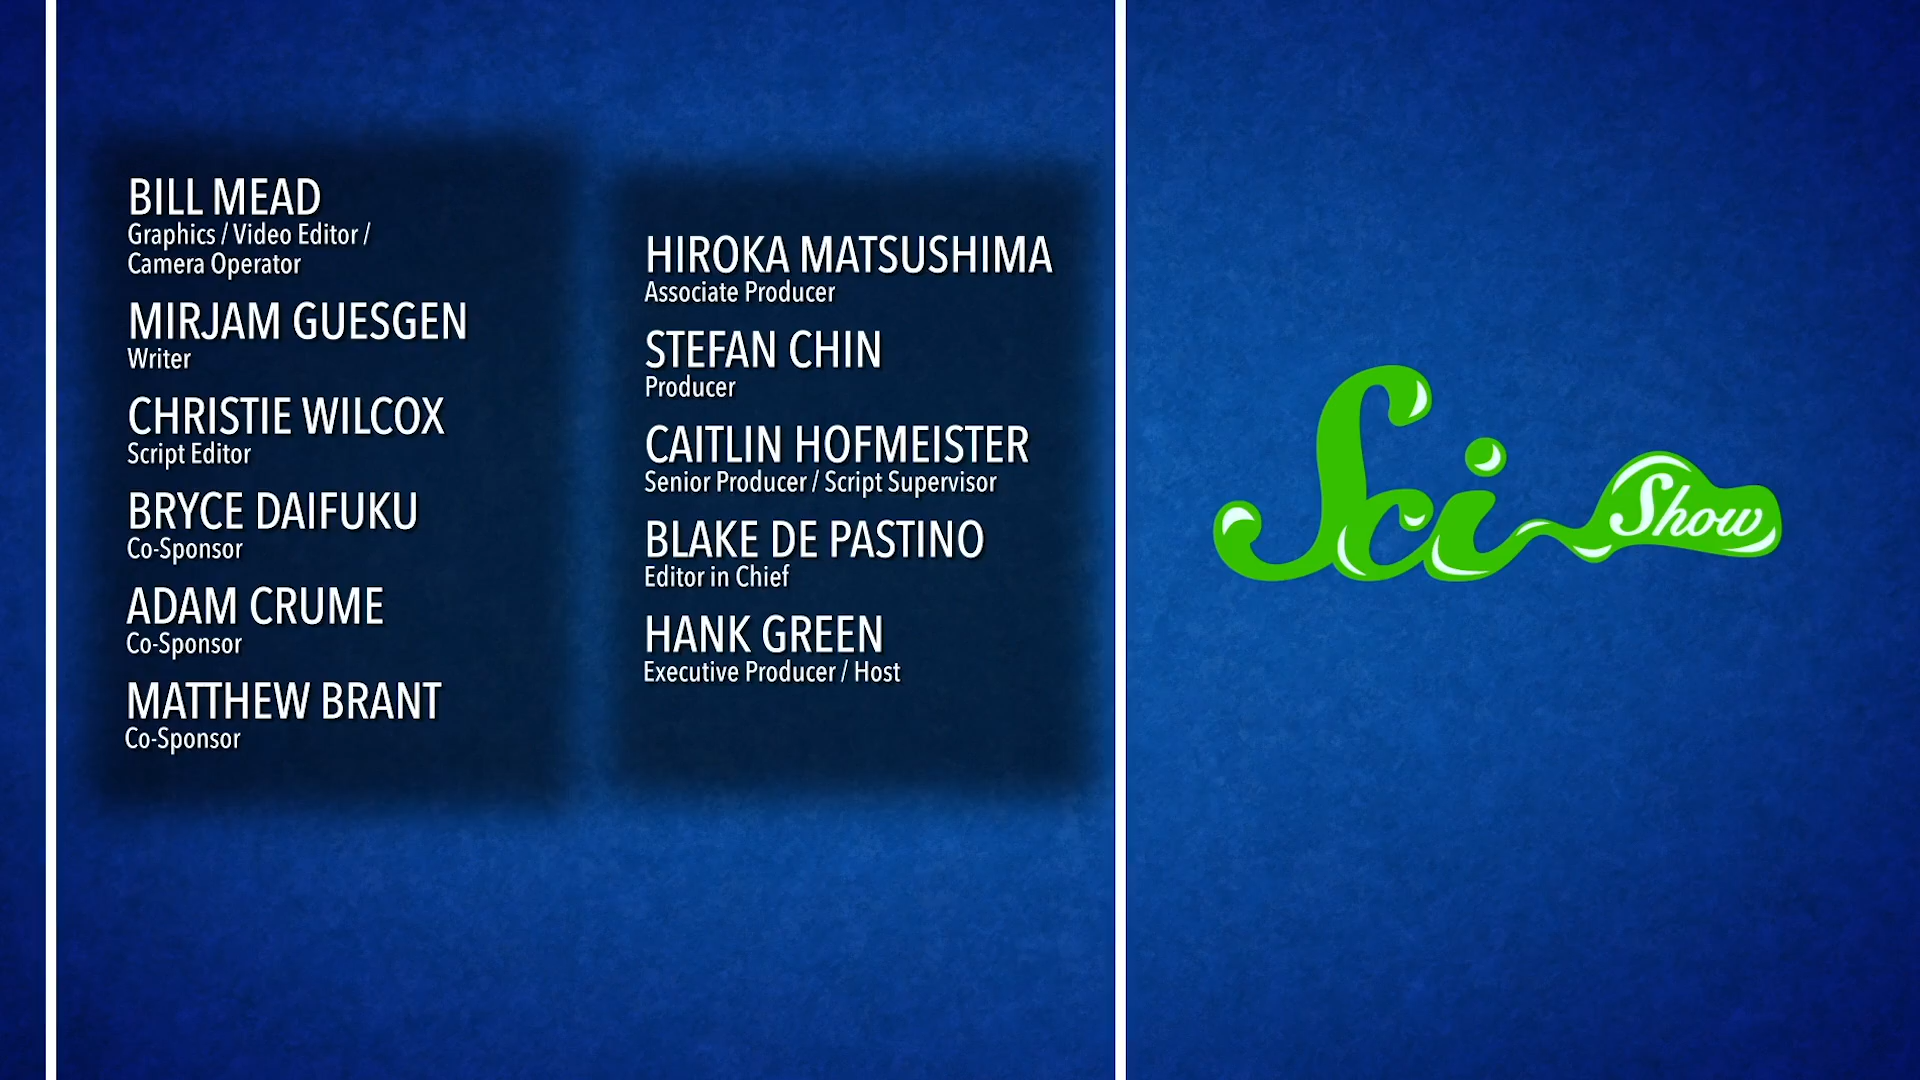 BILL MEAD
Graphics / Video Editor /
Camera Operator
MIRJAM GUESGEN
Writer
CHRISTIE WILCOX
Script Editor
BRYCE DAIFUKU
Co-Sponsor
ADAM CRUME
Co-Sponsor
MATTHEW BRANT
Co-Sponsor
HIROKA MATSUSHIMA
Associate Producer
STEFAN CHIN
Producer
CAITLIN HOFMEISTER
Senior Producer / Script Supervisor
BLAKE DE PASTINO
Editor in Chief
HANK GREEN
Executive Producer / Host
Sci Show